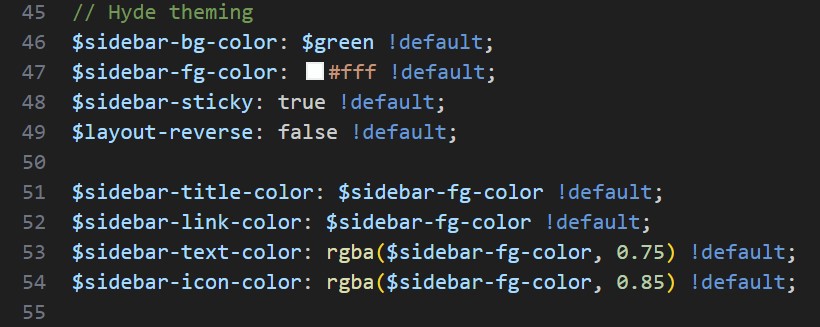 45 // Hyde theming
46 $sidebar-bg-color: $green !default;
47 $sidebar-fg-color: #fff !default;
48 $sidebar-sticky: true !default;
49 $layout-reverse: false !default;
50
51 $sidebar-title-color: $sidebar-fg-color !default;
52 $sidebar-link-color: $sidebar-fg-color !default;
53 $sidebar-text-color: rgba($sidebar-fg-color, 0.75) !default;
54 $sidebar-icon-color: rgba($sidebar-fg-color, 0.85) !default;
55